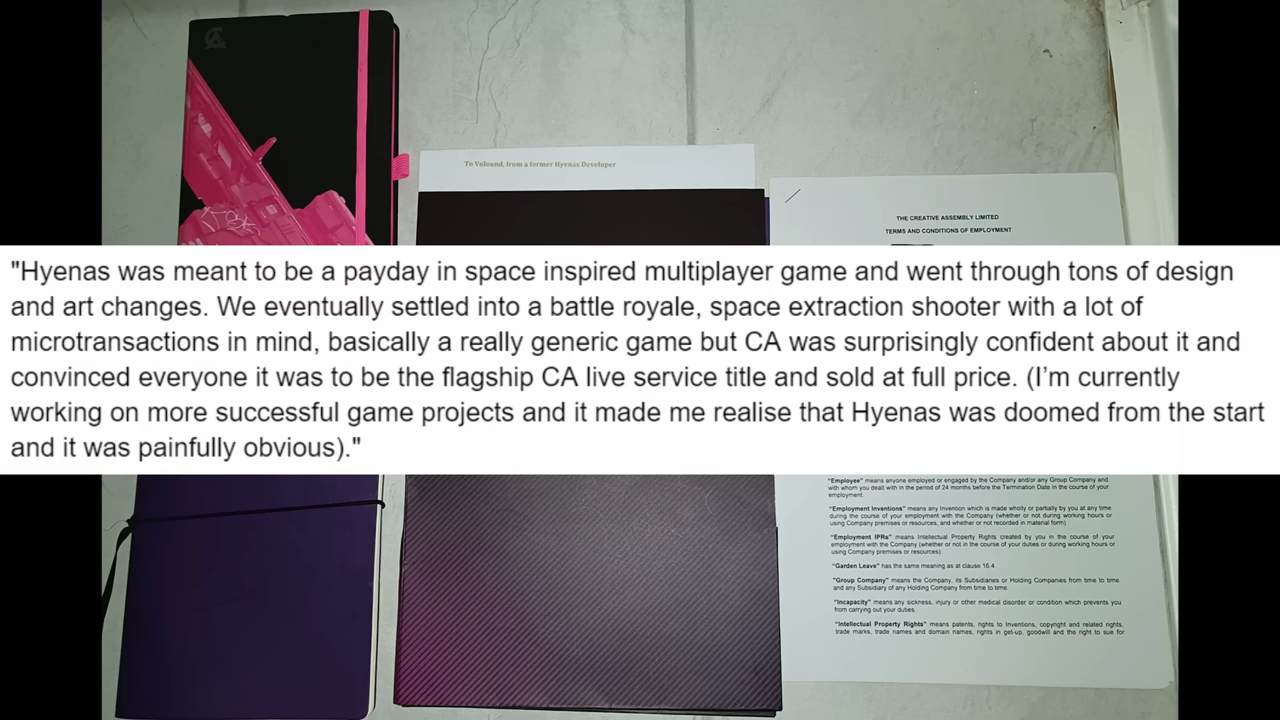 To Volound, from a former Hyenas Developer
THE CREATIVE ASSEMBLY LIMITED
TERMS AND CONDITIONS OF EMPLOYMENT
"Hyenas was meant to be a payday in space inspired multiplayer game and went through tons of design
and art changes. We eventually settled into a battle royale, space extraction shooter with a lot of
microtransactions in mind, basically a really generic game but CA was surprisingly confident about it and
convinced everyone it was to be the flagship CA live service title and sold at full price. (I'm currently
working on more successful game projects and it made me realise that Hyenas was doomed from the start
and it was painfully obvious)."
"Employee" means anyone employed or engaged by the Company and/or any Group Company and
with whom you dealt with in the period of 24 months before the Termination Date in the course of your
employment.
"Employment Inventions" means any Invention which is made wholly or partially by you at any time
during the course of your employment with the Company (whether or not during working hours or
using Company premises or resources, and whether or not recorded in material form)
"Employment IPRs" means Intellectual Property Rights created by you in the course of your
employment with the Company (whether or not in the course of your duties or during working hours or
using Company premises or resources).
"Garden Leave" has the same meaning as at clause 16.4.
"Group Company" means the Company, its Subsidiaries or Holding Companies from time to time
and any Subsidiary of any Holding Company from time to time.
"Incapacity" means any sickness, injury or other medical disorder or condition which prevents you
from carrying out your duties.
"Intellectual Property Rights" means patents, rights to Inventions, copyright and related rights,
trade marks, trade names and domain names, rights in get-up, goodwill and the right to sue for